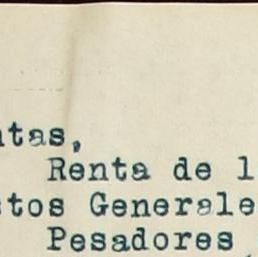 ntas,
Renta de l
stos Generale
Pesadores